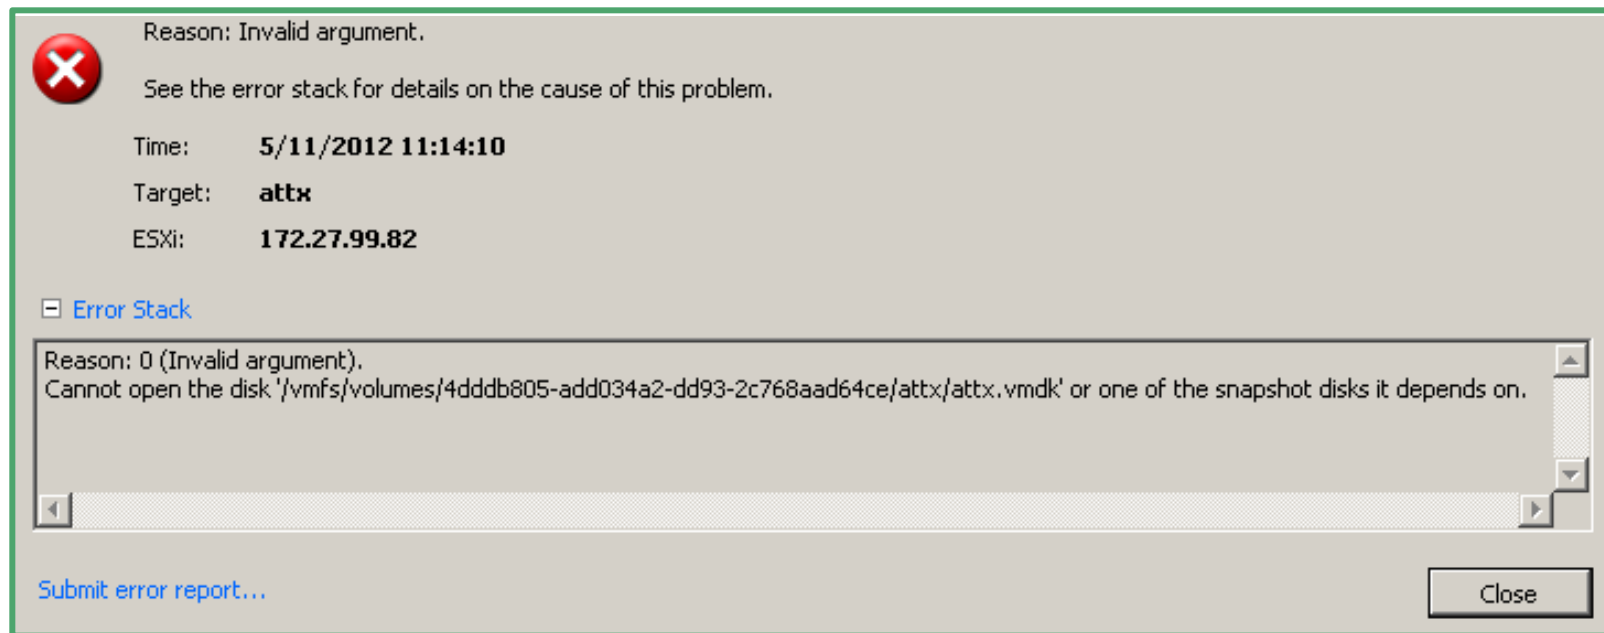 Reason: Invalid argument.
See the error stack for details on the cause of this problem.
Time: 5/11/2012 11:14:10
Target: attx
ESXi: 172.27.99.82
Error Stack
Reason: 0 (Invalid argument).
Cannot open the disk '/vmfs/volumes/4dddb805-add034a2-dd93-2c768aad64ce/attx/attx.vmdk' or one of the snapshot disks it depends on.
Submit error report...
Close